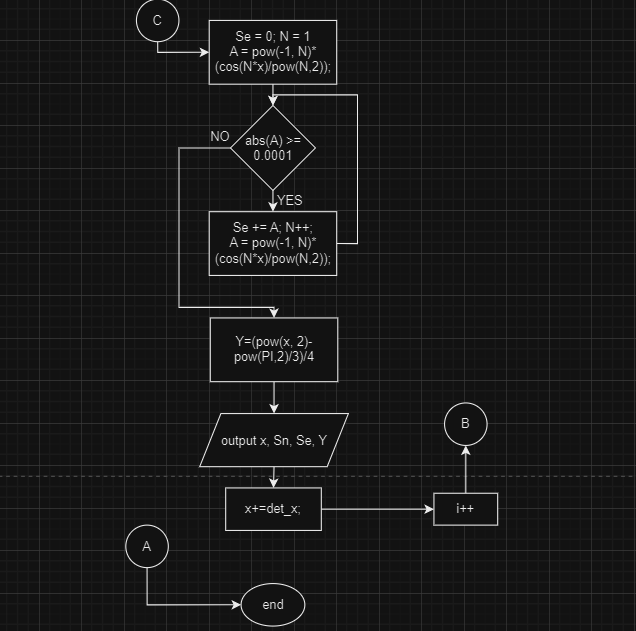 C
Se = 0; N = 1
A = pow(-1, N)*
(cos(N*x)/pow(N,2));
NO
abs(A) >=
0.0001
YES
Se += A; N++;
A = pow(-1, N)*
(cos(N*x)/pow(N,2));
Y=(pow(x, 2)-
pow(PI,2)/3)/4
output x, Sn, Se, Y
B
x+=det_x;
i++
A
end